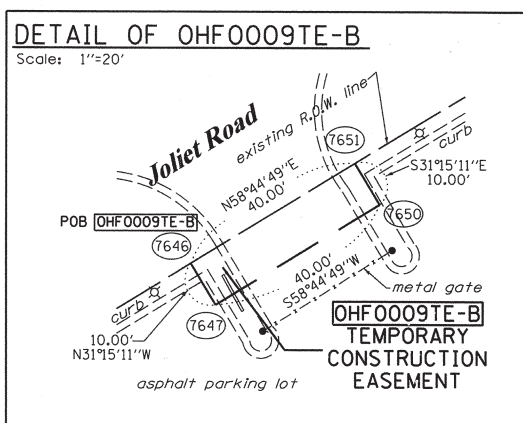 DETAIL OF OHF0009TE-B
Scale: 1"=20'
Joliet Road
existing R.O.W. line
7651
curb
N58°44'49"E
40.00'
S31°15'11"E
10.00'
POB OHF0009TE-B
7646
7650
40.00'
S58°44'49"W
metal gate
curb
7647
10.00'
N31°15'11"W
OHF0009TE-B
TEMPORARY
CONSTRUCTION
EASEMENT
asphalt parking lot